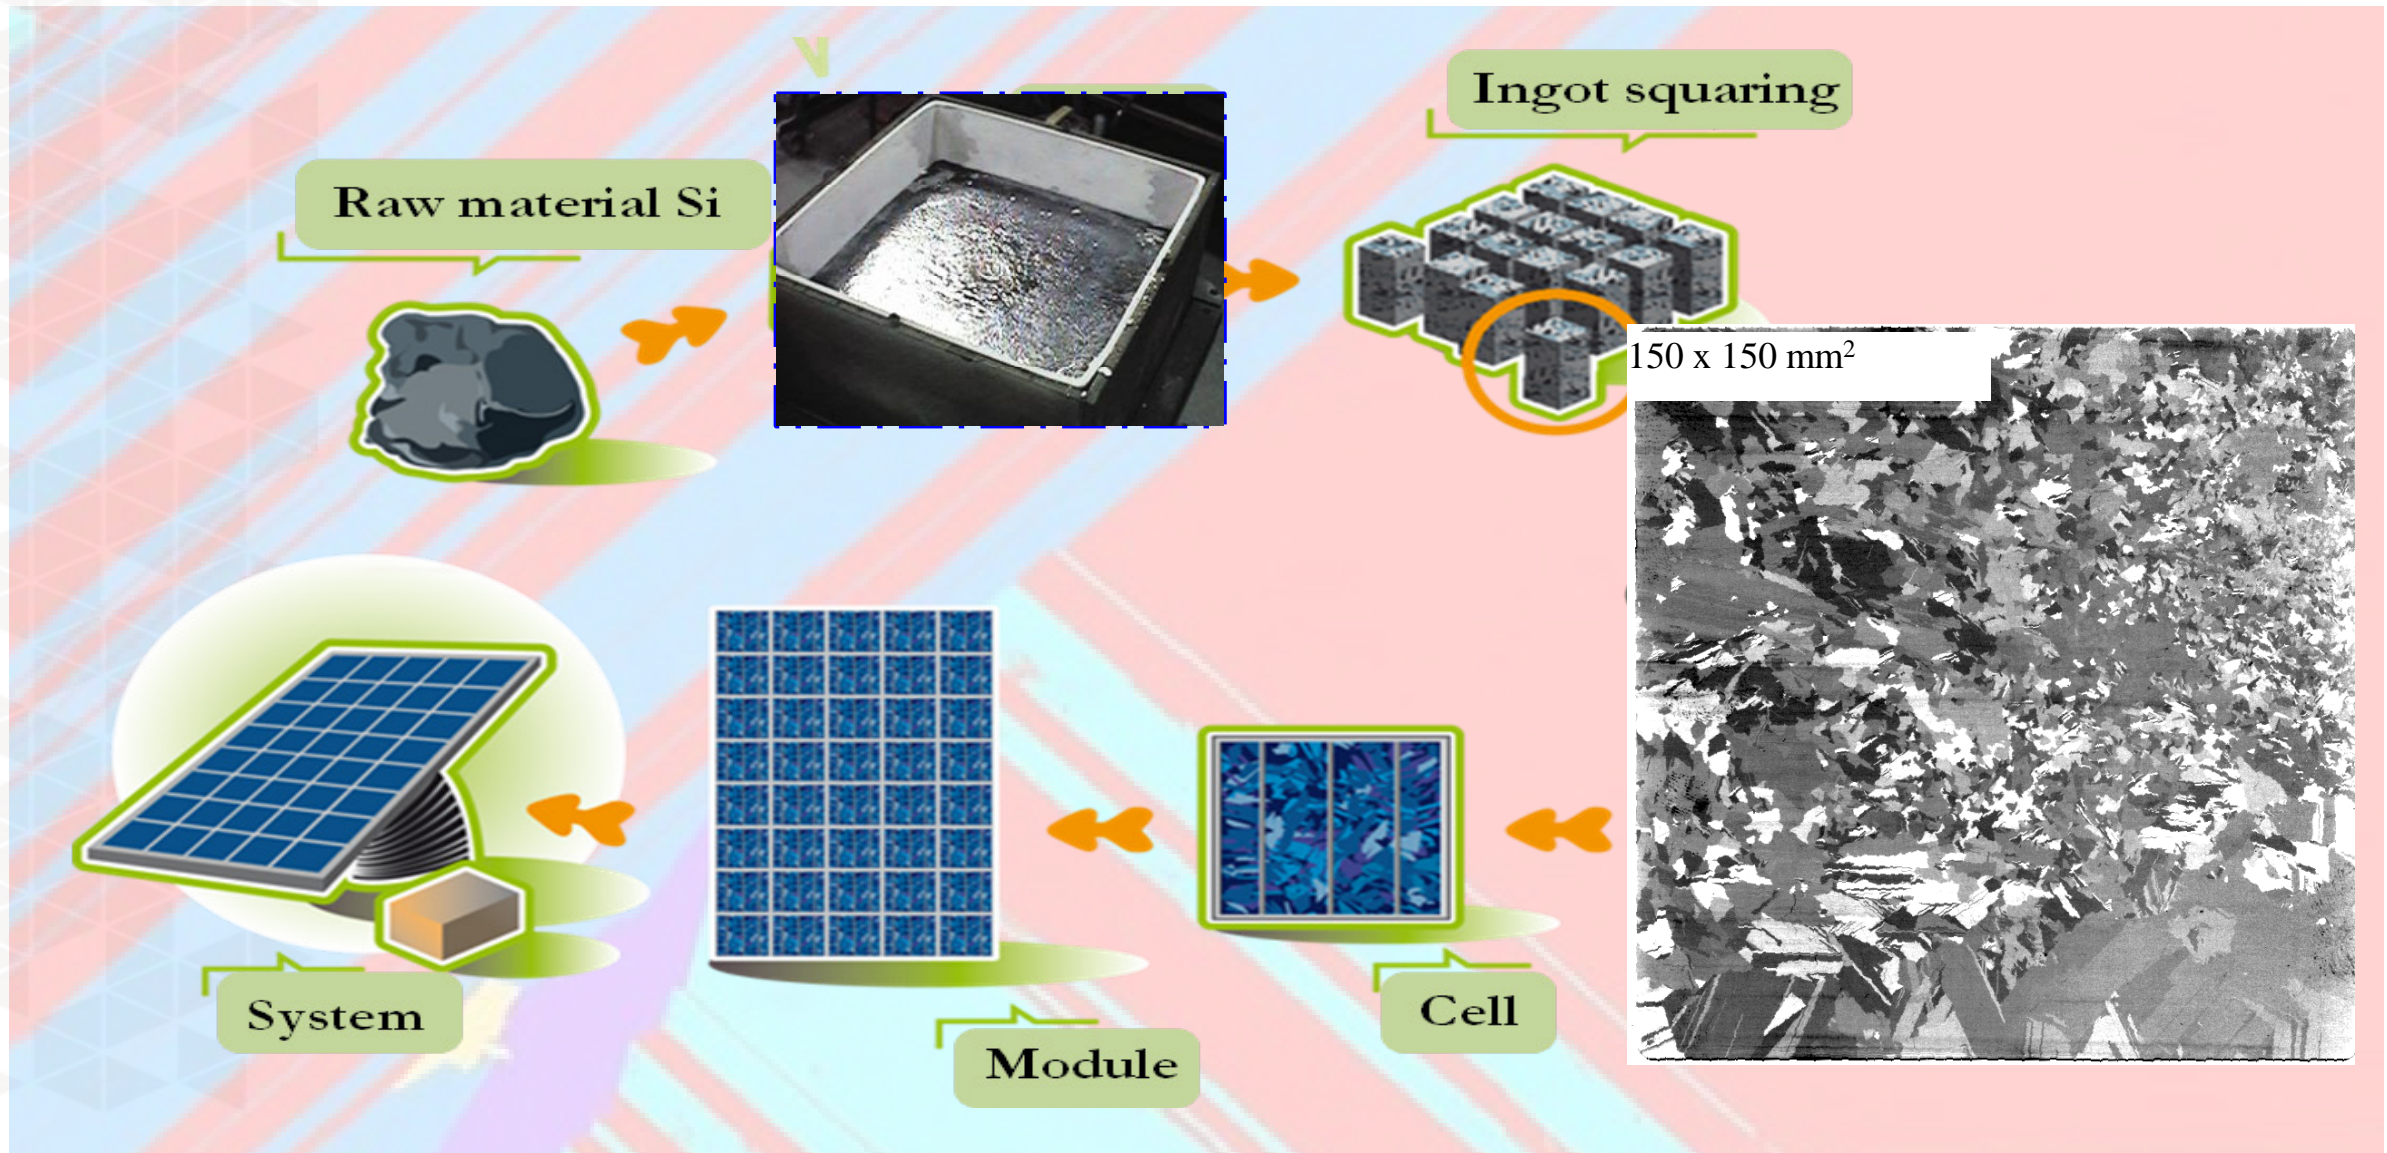 Raw material Si
Ingot squaring
150 x 150 mm²
Cell
Module
System